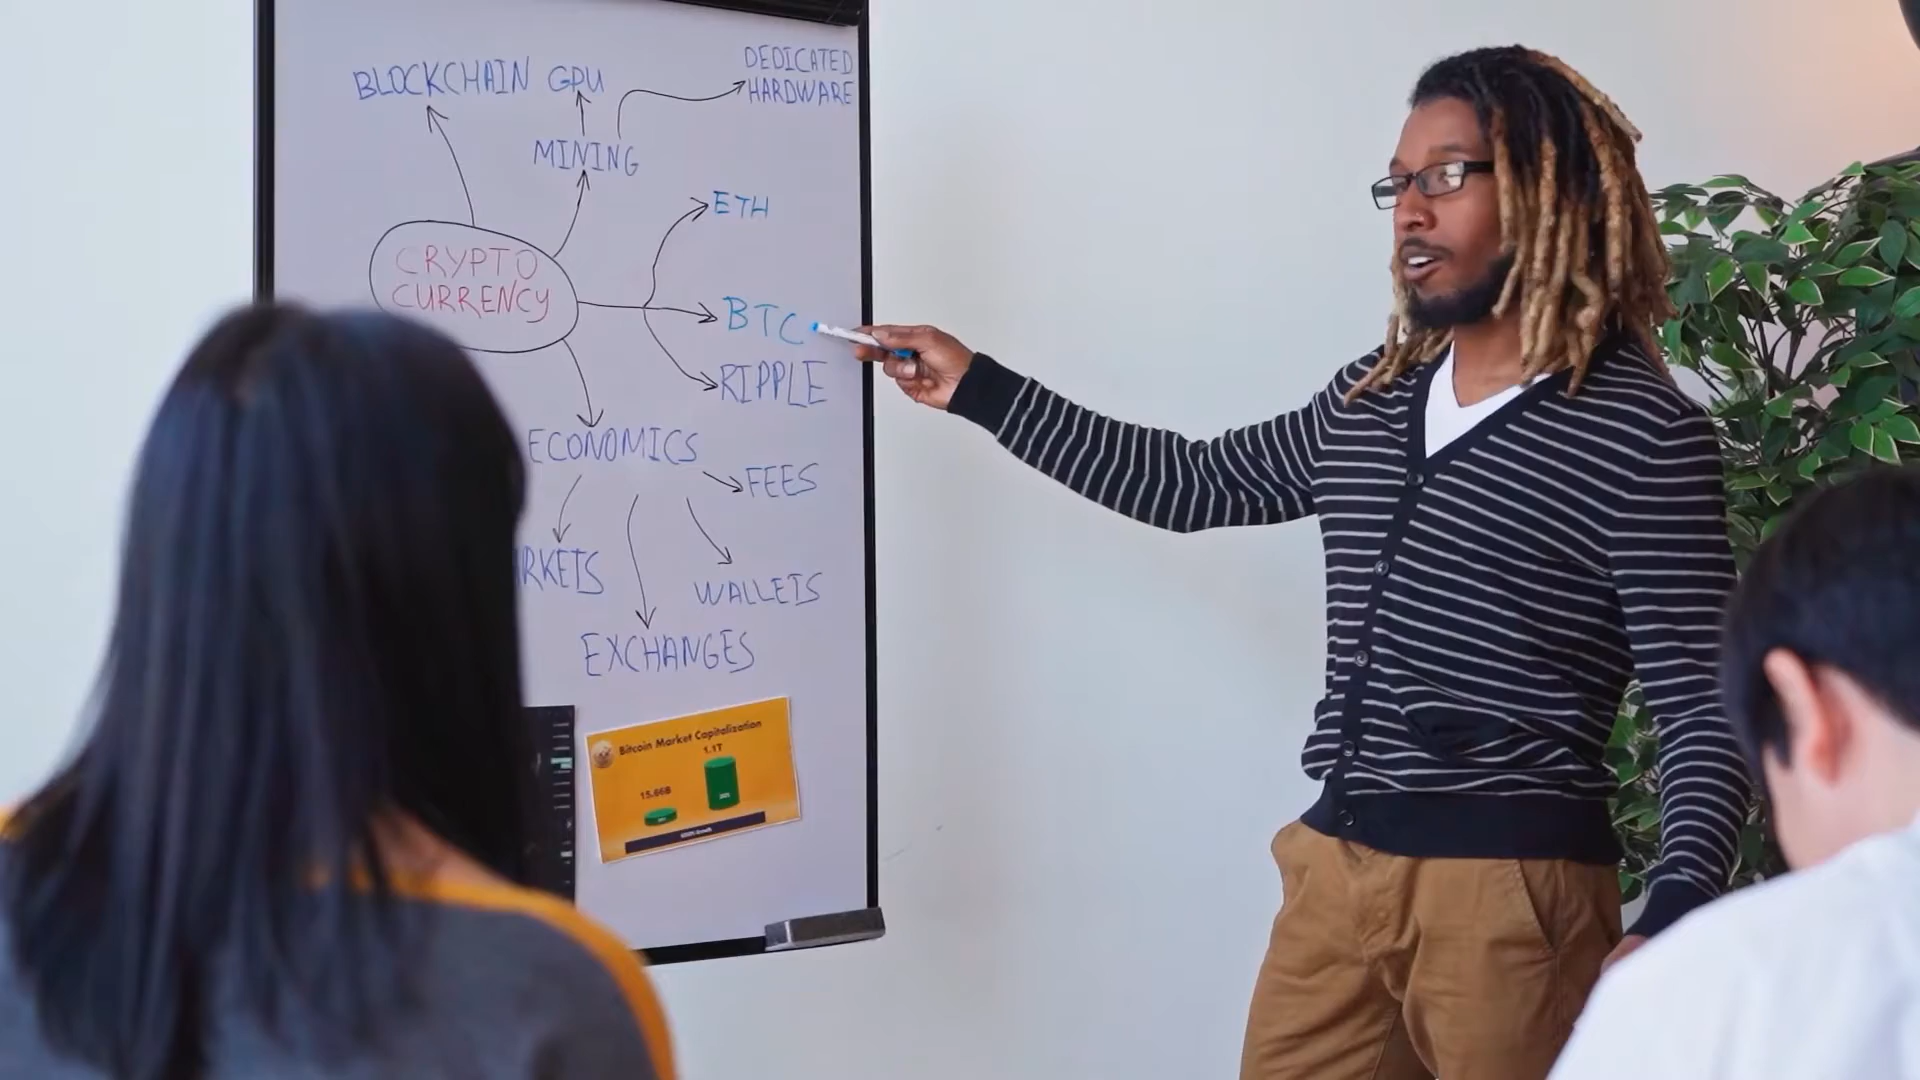 BLOCKCHAIN
GPU
DEDICATED
HARDWARE
MINING
ETH
CRYPTO
CURRENCY
BTC
RIPPLE
ECONOMICS
FEES
RKETS
WALLETS
EXCHANGES
Bitcoin Market Capitalization
1.1T
15.66B